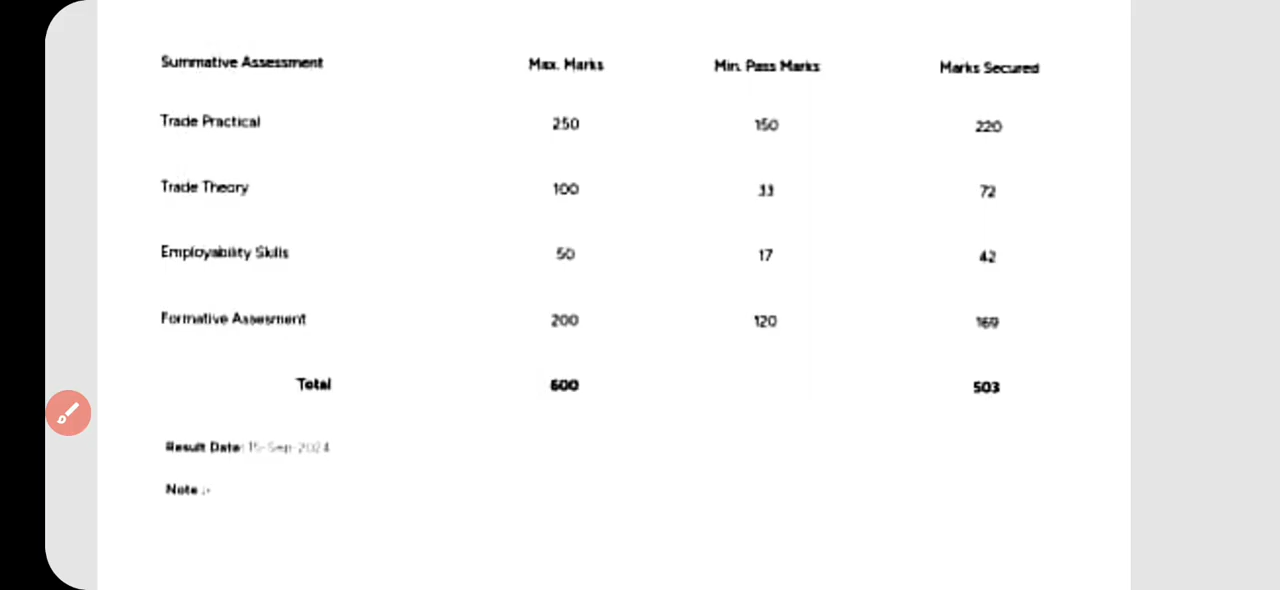 Summative Assessment Max. Marks Min. Pass Marks Marks Secured
Trade Practical 250 150 220
Trade Theory 100 33 72
Employability Skills 50 17 42
Formative Assesment 200 120 169
Total 600 503
Result Date: 15-Sep-2024
Note :-